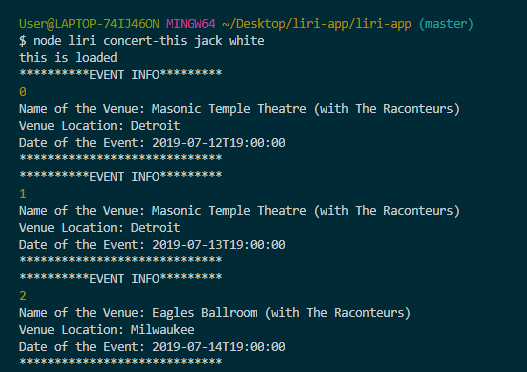 User@LAPTOP-74IJ46ON MINGW64 ~/Desktop/liri-app/liri-app (master)
$ node liri concert-this jack white
this is loaded
**********EVENT INFO*********
0
Name of the Venue: Masonic Temple Theatre (with The Raconteurs)
Venue Location: Detroit
Date of the Event: 2019-07-12T19:00:00
*****************************
**********EVENT INFO*********
1
Name of the Venue: Masonic Temple Theatre (with The Raconteurs)
Venue Location: Detroit
Date of the Event: 2019-07-13T19:00:00
*****************************
**********EVENT INFO*********
2
Name of the Venue: Eagles Ballroom (with The Raconteurs)
Venue Location: Milwaukee
Date of the Event: 2019-07-14T19:00:00
*****************************